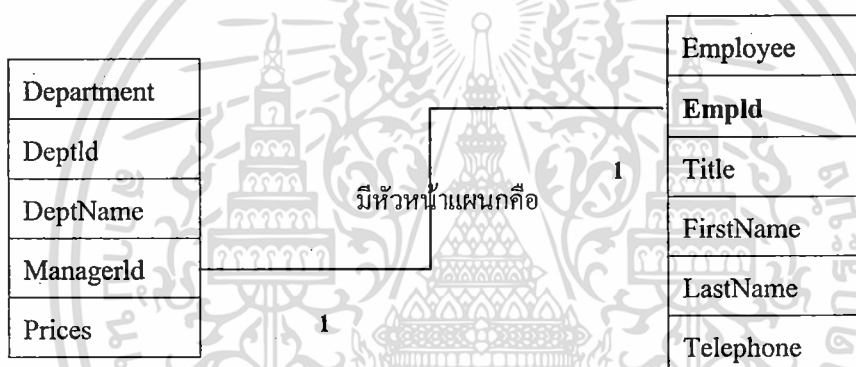 Department
DeptId
DeptName
ManagerId
Prices
1
มีหัวหน้าแผนกคือ
1
Employee
EmpId
Title
FirstName
LastName
Telephone